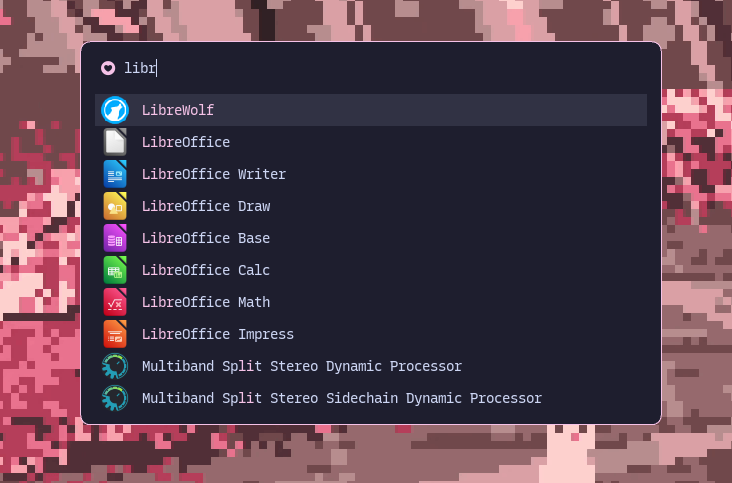 libr
LibreWolf
LibreOffice
LibreOffice Writer
LibreOffice Draw
LibreOffice Base
LibreOffice Calc
LibreOffice Math
LibreOffice Impress
Multiband Split Stereo Dynamic Processor
Multiband Split Stereo Sidechain Dynamic Processor